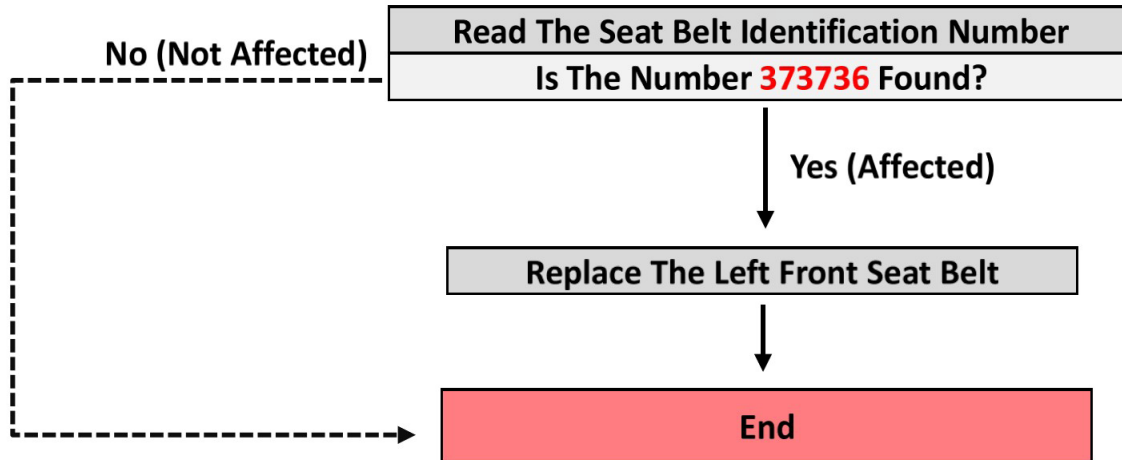 Read The Seat Belt Identification Number
No (Not Affected)
Is The Number 373736 Found?
Yes (Affected)
Replace The Left Front Seat Belt
End